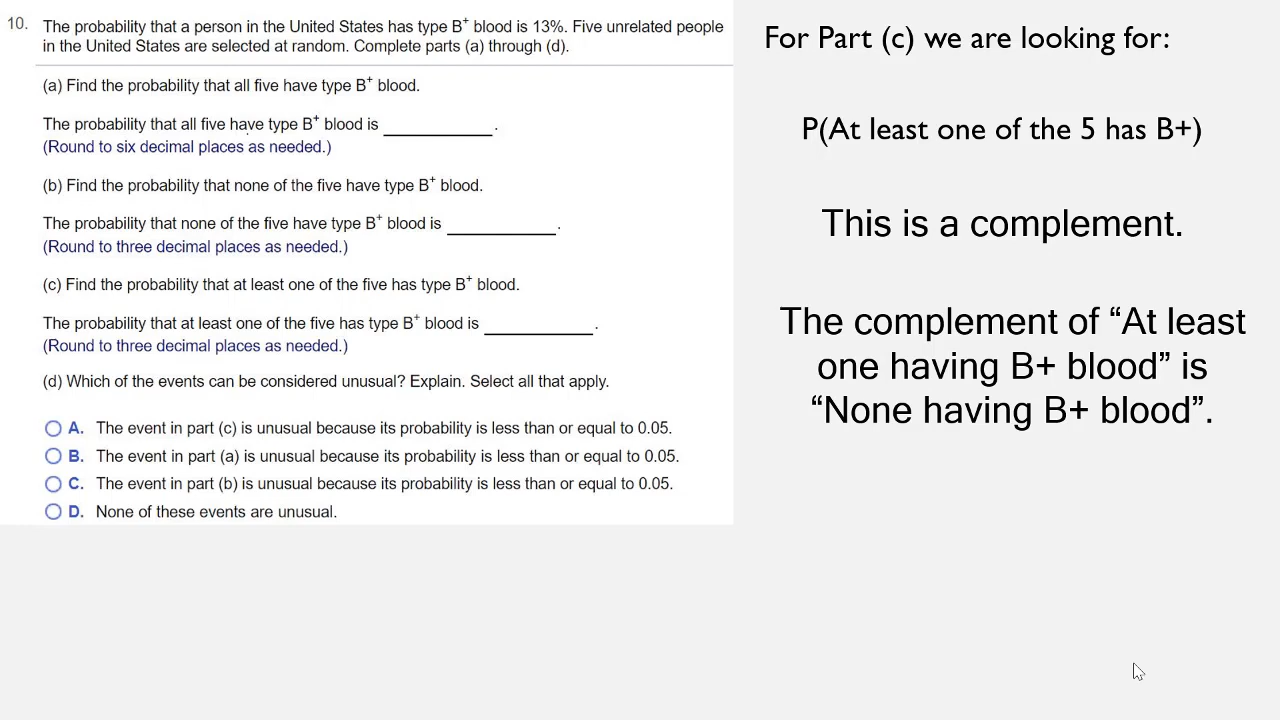 10. The probability that a person in the United States has type B⁺ blood is 13%. Five unrelated people
in the United States are selected at random. Complete parts (a) through (d).
(a) Find the probability that all five have type B⁺ blood.
The probability that all five have type B⁺ blood is ____________.
(Round to six decimal places as needed.)
(b) Find the probability that none of the five have type B⁺ blood.
The probability that none of the five have type B⁺ blood is ____________.
(Round to three decimal places as needed.)
(c) Find the probability that at least one of the five has type B⁺ blood.
The probability that at least one of the five has type B⁺ blood is ____________.
(Round to three decimal places as needed.)
(d) Which of the events can be considered unusual? Explain. Select all that apply.
A. The event in part (c) is unusual because its probability is less than or equal to 0.05.
B. The event in part (a) is unusual because its probability is less than or equal to 0.05.
C. The event in part (b) is unusual because its probability is less than or equal to 0.05.
D. None of these events are unusual.
For Part (c) we are looking for:
P(At least one of the 5 has B+)
This is a complement.
The complement of “At least
one having B+ blood” is
“None having B+ blood”.